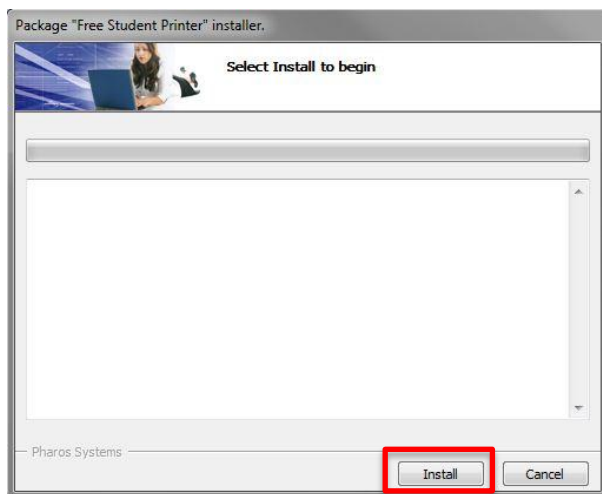 Package "Free Student Printer" installer.
Select Install to begin
Pharos Systems
Install
Cancel